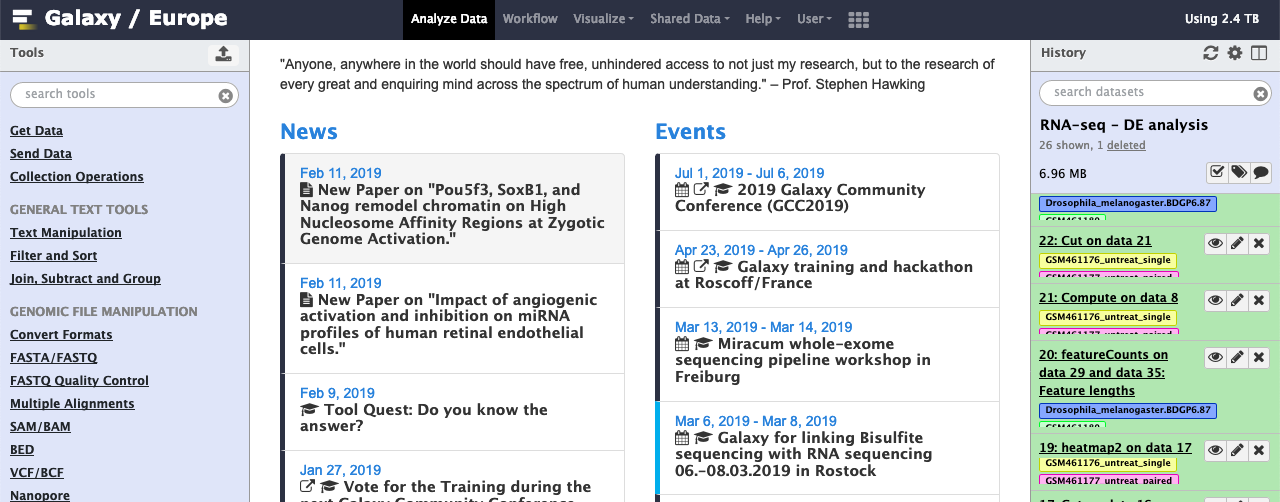 Galaxy / Europe
Analyze Data
Workflow
Visualize
Shared Data
Help
User
Using 2.4 TB
Tools
search tools
Get Data
Send Data
Collection Operations
GENERAL TEXT TOOLS
Text Manipulation
Filter and Sort
Join, Subtract and Group
GENOMIC FILE MANIPULATION
Convert Formats
FASTA/FASTQ
FASTQ Quality Control
Multiple Alignments
SAM/BAM
BED
VCF/BCF
Nanopore
"Anyone, anywhere in the world should have free, unhindered access to not just my research, but to the research of
every great and enquiring mind across the spectrum of human understanding." – Prof. Stephen Hawking
News
Feb 11, 2019
New Paper on "Pou5f3, SoxB1, and
Nanog remodel chromatin on High
Nucleosome Affinity Regions at Zygotic
Genome Activation."
Feb 11, 2019
New Paper on "Impact of angiogenic
activation and inhibition on miRNA
profiles of human retinal endothelial
cells."
Feb 9, 2019
Tool Quest: Do you know the
answer?
Jan 27, 2019
Vote for the Training during the
next Galaxy Community Conference
Events
Jul 1, 2019 - Jul 6, 2019
2019 Galaxy Community
Conference (GCC2019)
Apr 23, 2019 - Apr 26, 2019
Galaxy training and hackathon
at Roscoff/France
Mar 13, 2019 - Mar 14, 2019
Miracum whole-exome
sequencing pipeline workshop in
Freiburg
Mar 6, 2019 - Mar 8, 2019
Galaxy for linking Bisulfite
sequencing with RNA sequencing
06.-08.03.2019 in Rostock
History
search datasets
RNA-seq - DE analysis
26 shown, 1 deleted
6.96 MB
Drosophila_melanogaster.BDGP6.87
GSM461180
22: Cut on data 21
GSM461176_untreat_single
GSM461177_untreat_paired
21: Compute on data 8
GSM461176_untreat_single
GSM461177_untreat_paired
20: featureCounts on
data 29 and data 35:
Feature lengths
Drosophila_melanogaster.BDGP6.87
GSM461180
19: heatmap2 on data 17
GSM461176_untreat_single
GSM461177_untreat_paired